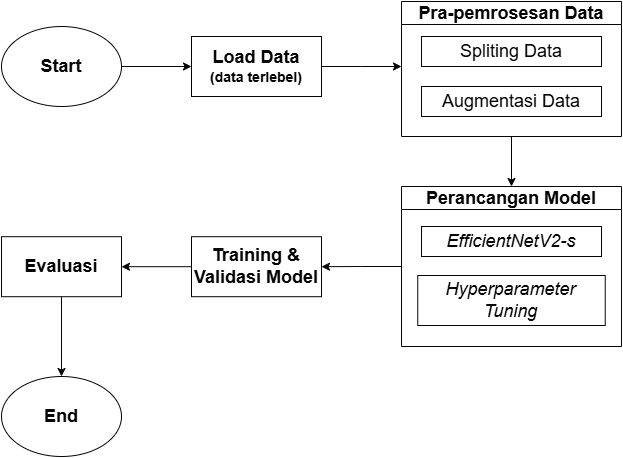 Start
Load Data
(data terlebel)
Pra-pemrosesan Data
Spliting Data
Augmentasi Data
Perancangan Model
EfficientNetV2-s
Hyperparameter
Tuning
Training &
Validasi Model
Evaluasi
End